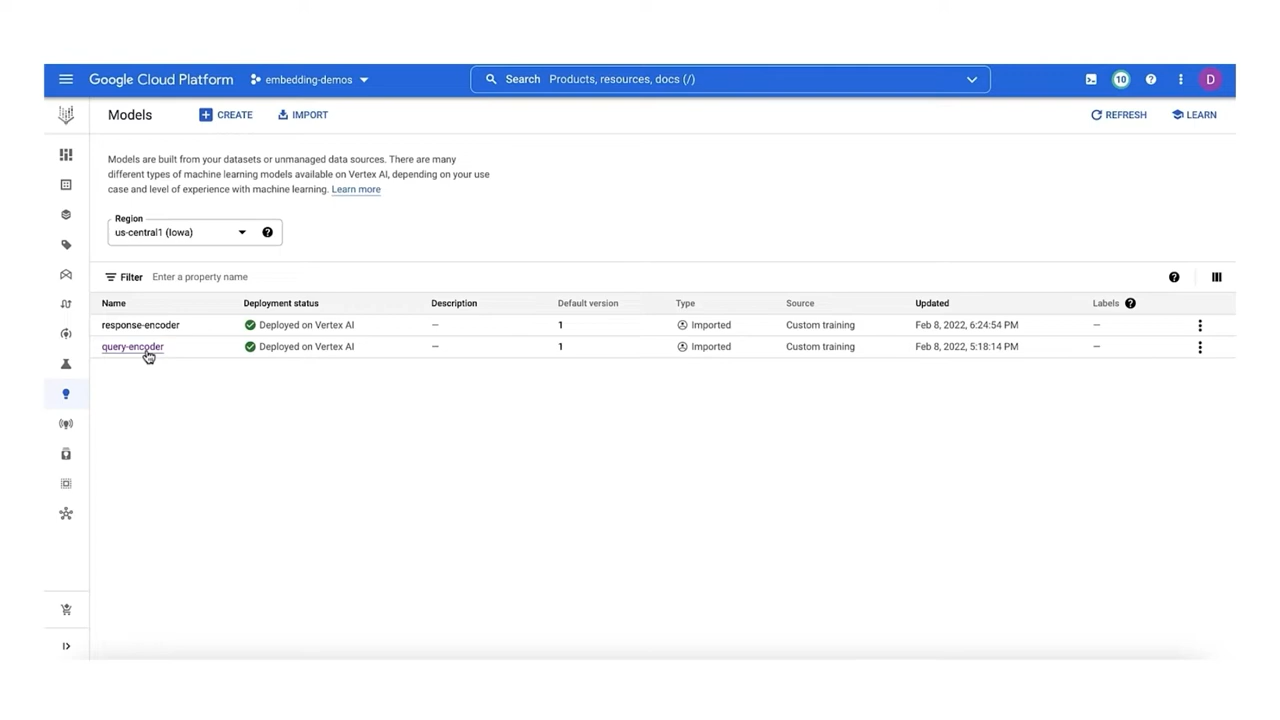 Google Cloud Platform embedding-demos Search Products, resources, docs (/) 10 D
Models CREATE IMPORT REFRESH LEARN
Models are built from your datasets or unmanaged data sources. There are many
different types of machine learning models available on Vertex AI, depending on your use
case and level of experience with machine learning. Learn more
Region
us-central1 (Iowa)
Filter Enter a property name
Name Deployment status Description Default version Type Source Updated Labels
response-encoder Deployed on Vertex AI — 1 Imported Custom training Feb 8, 2022, 6:24:54 PM —
query-encoder Deployed on Vertex AI — 1 Imported Custom training Feb 8, 2022, 5:18:14 PM —